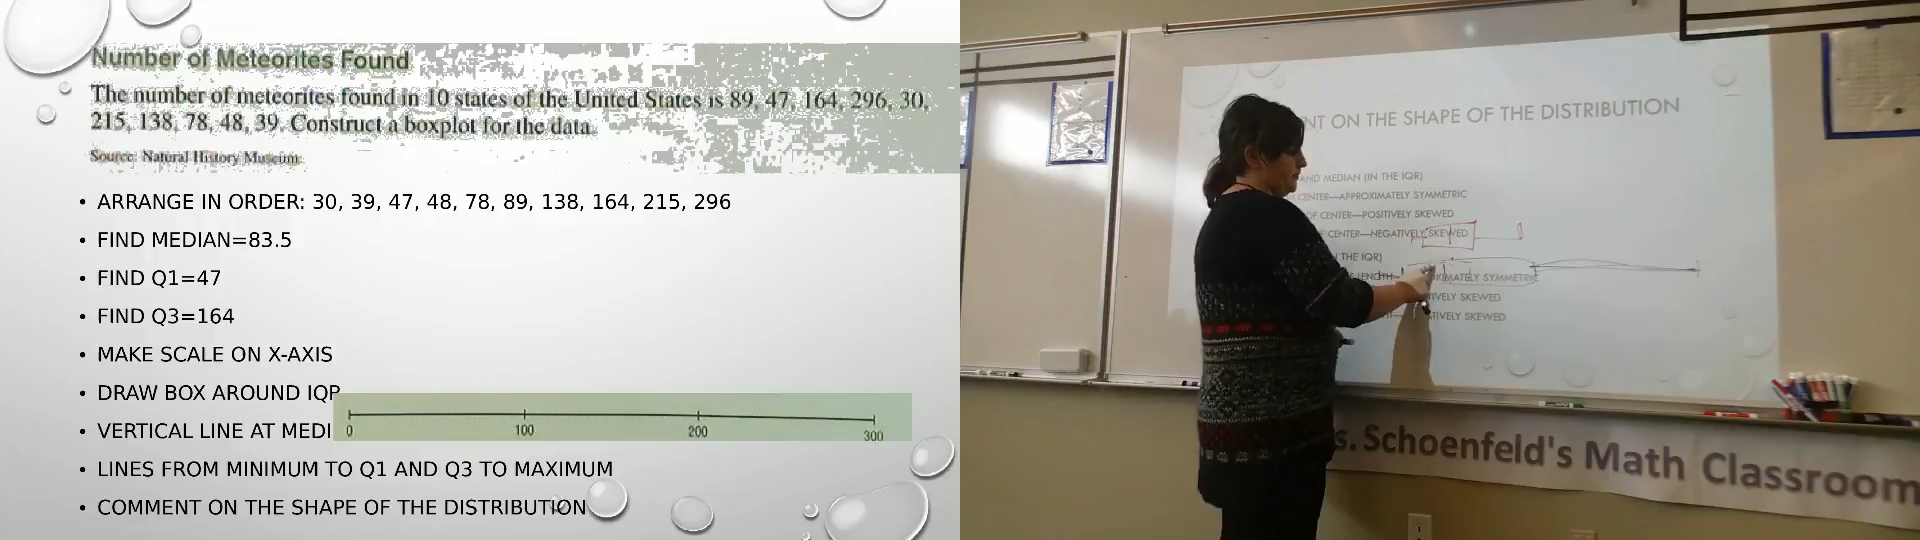 Number of Meteorites Found
The number of meteorites found in 10 states of the United States is 89, 47, 164, 296, 30,
215, 138, 78, 48, 39. Construct a boxplot for the data.
Source: Natural History Museum.
• ARRANGE IN ORDER: 30, 39, 47, 48, 78, 89, 138, 164, 215, 296
• FIND MEDIAN=83.5
• FIND Q1=47
• FIND Q3=164
• MAKE SCALE ON X-AXIS
• DRAW BOX AROUND IQR
• VERTICAL LINE AT MEDI
0 100 200 300
• LINES FROM MINIMUM TO Q1 AND Q3 TO MAXIMUM
• COMMENT ON THE SHAPE OF THE DISTRIBUTION
NT ON THE SHAPE OF THE DISTRIBUTION
AND MEDIAN (IN THE IQR)
CENTER—APPROXIMATELY SYMMETRIC
OF CENTER—POSITIVELY SKEWED
CENTER—NEGATIVELY SKEWED
THE IQR)
LENGTH— XIMATELY SYMMETRIC
TIVELY SKEWED
ATIVELY SKEWED
s. Schoenfeld's Math Classroom